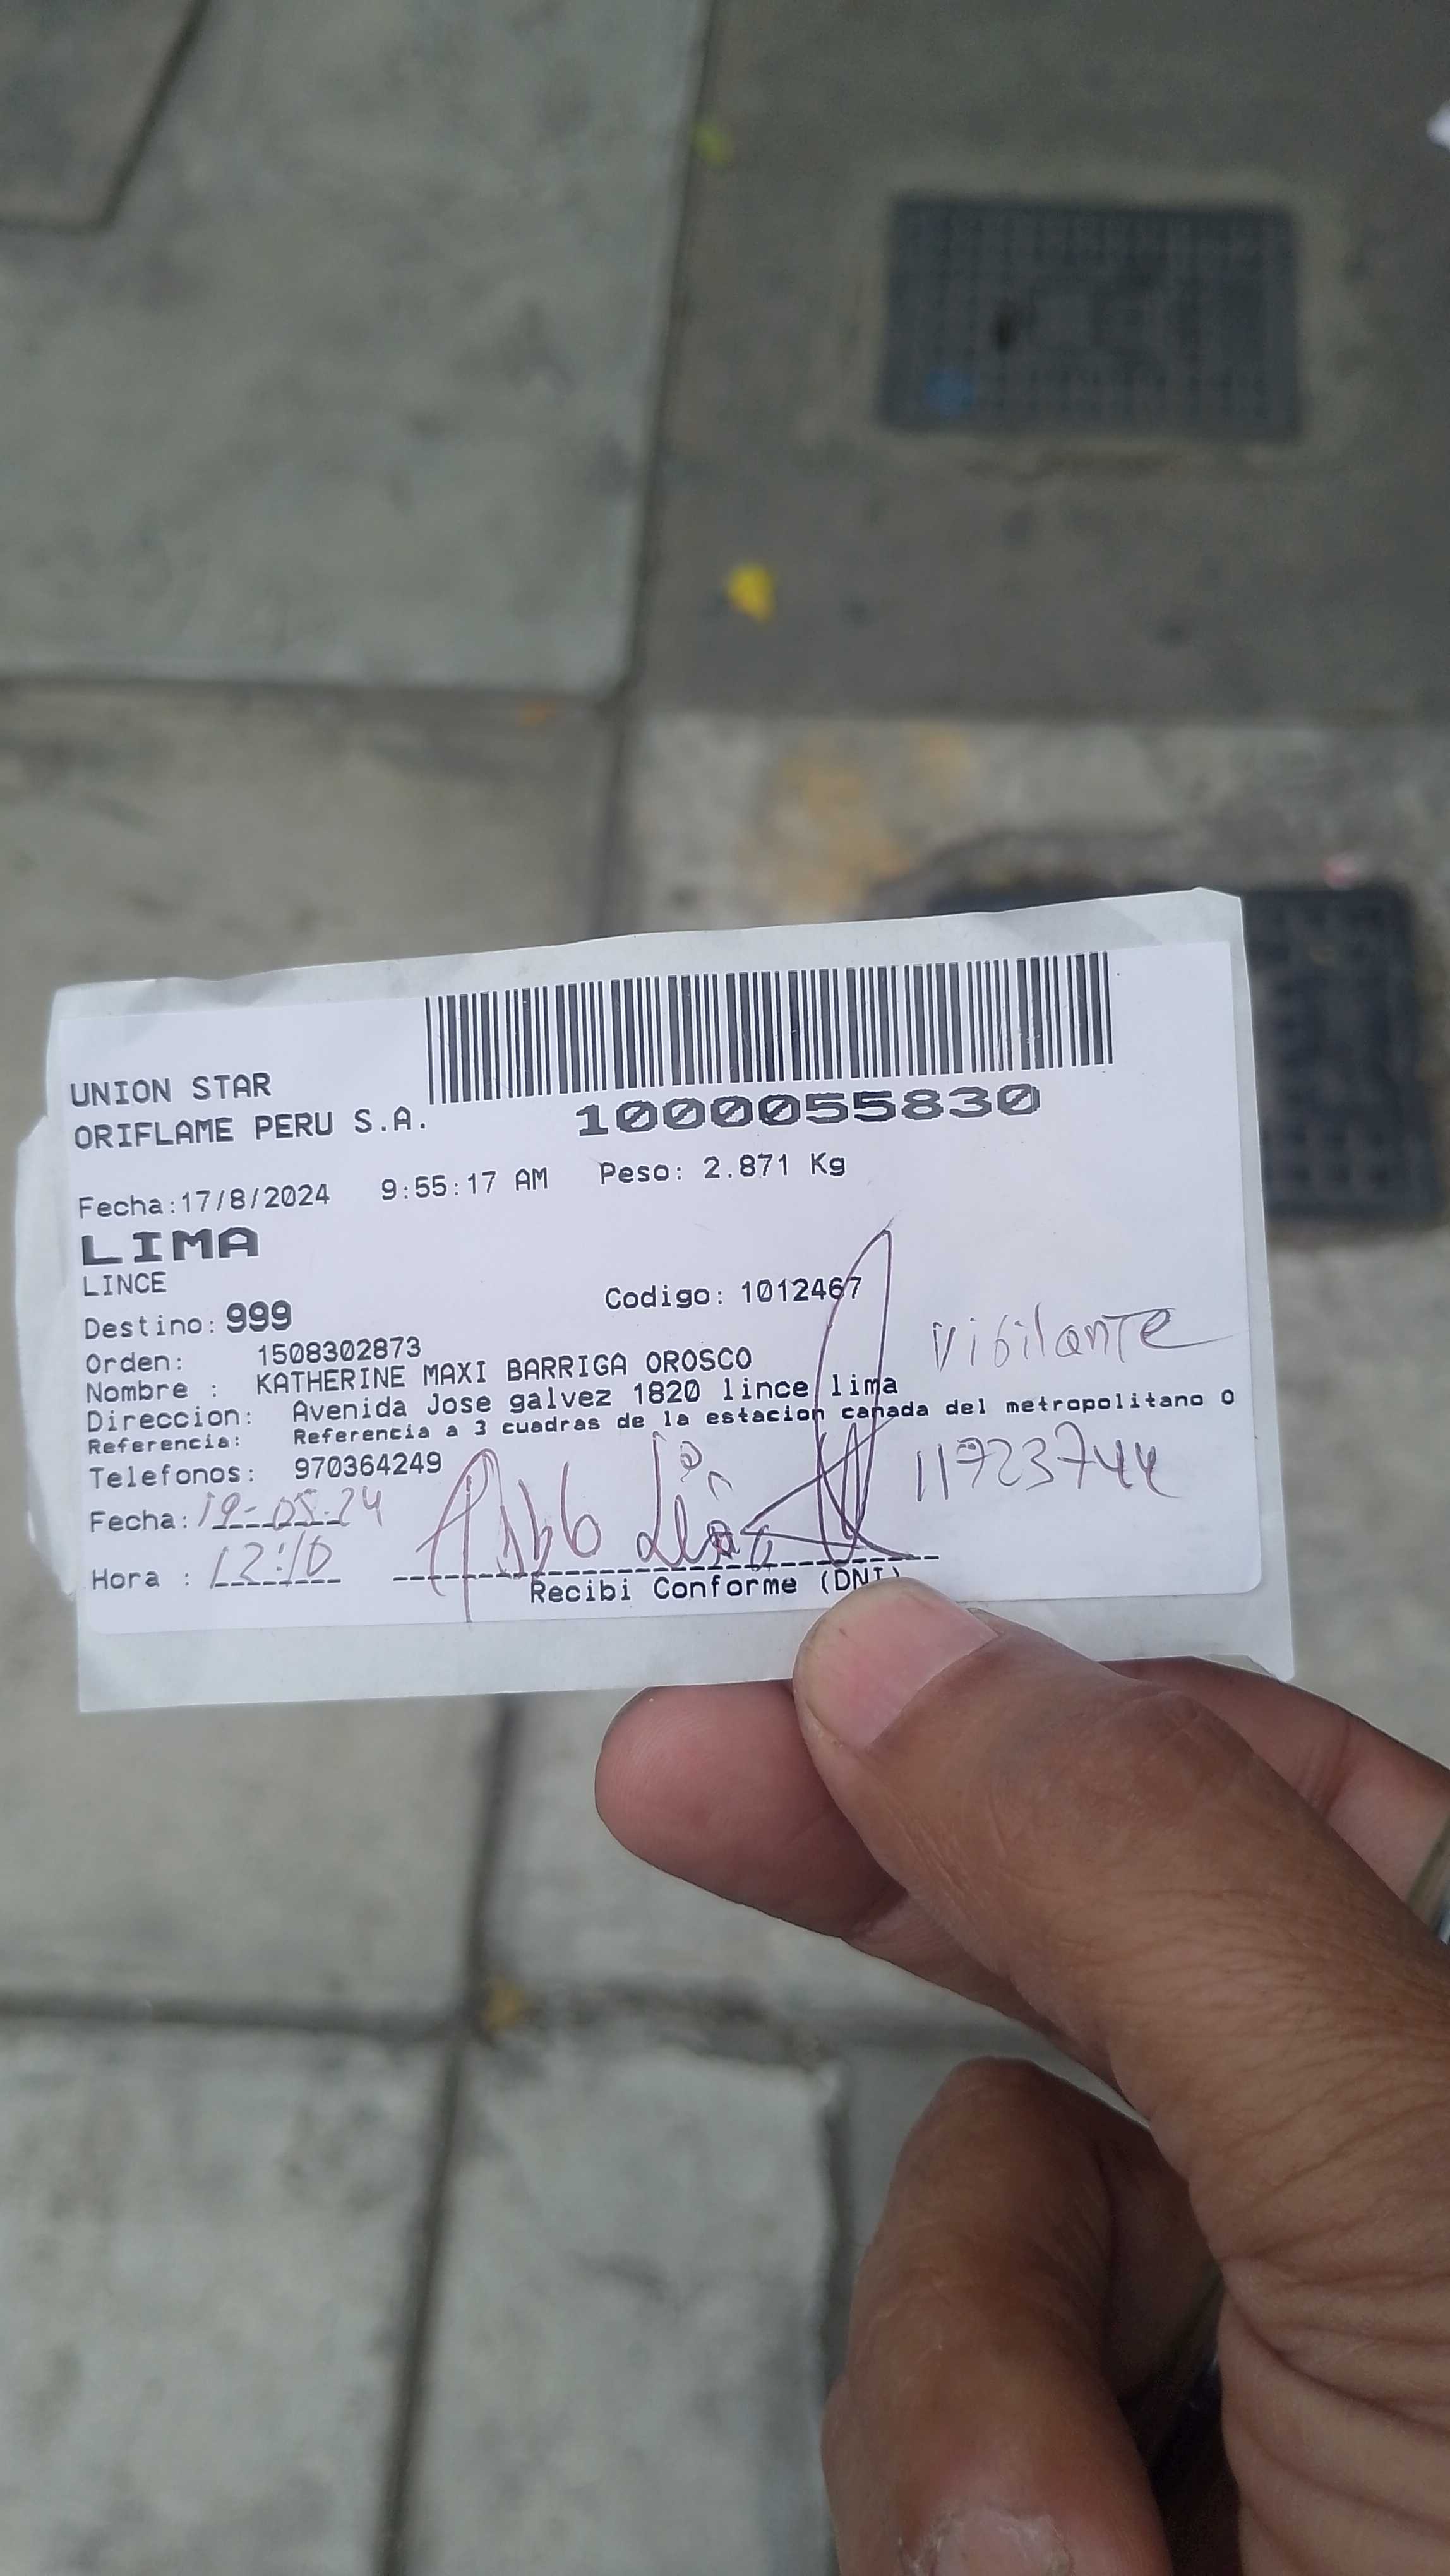 UNION STAR
ORIFLAME PERU S.A.
1000055830
Fecha:17/8/2024 9:55:17 AM Peso: 2.871 Kg
LIMA
LINCE
Destino: 999 Codigo: 1012467
Orden: 1508302873
Nombre : KATHERINE MAXI BARRIGA OROSCO
Vibilante
Direccion: Avenida Jose galvez 1820 lince lima
Referencia: Referencia a 3 cuadras de la estacion canada del metropolitano O
Telefonos: 970364249
11723744
Fecha: 19-08-24
Hora : 12:10
Recibi Conforme (DNI)